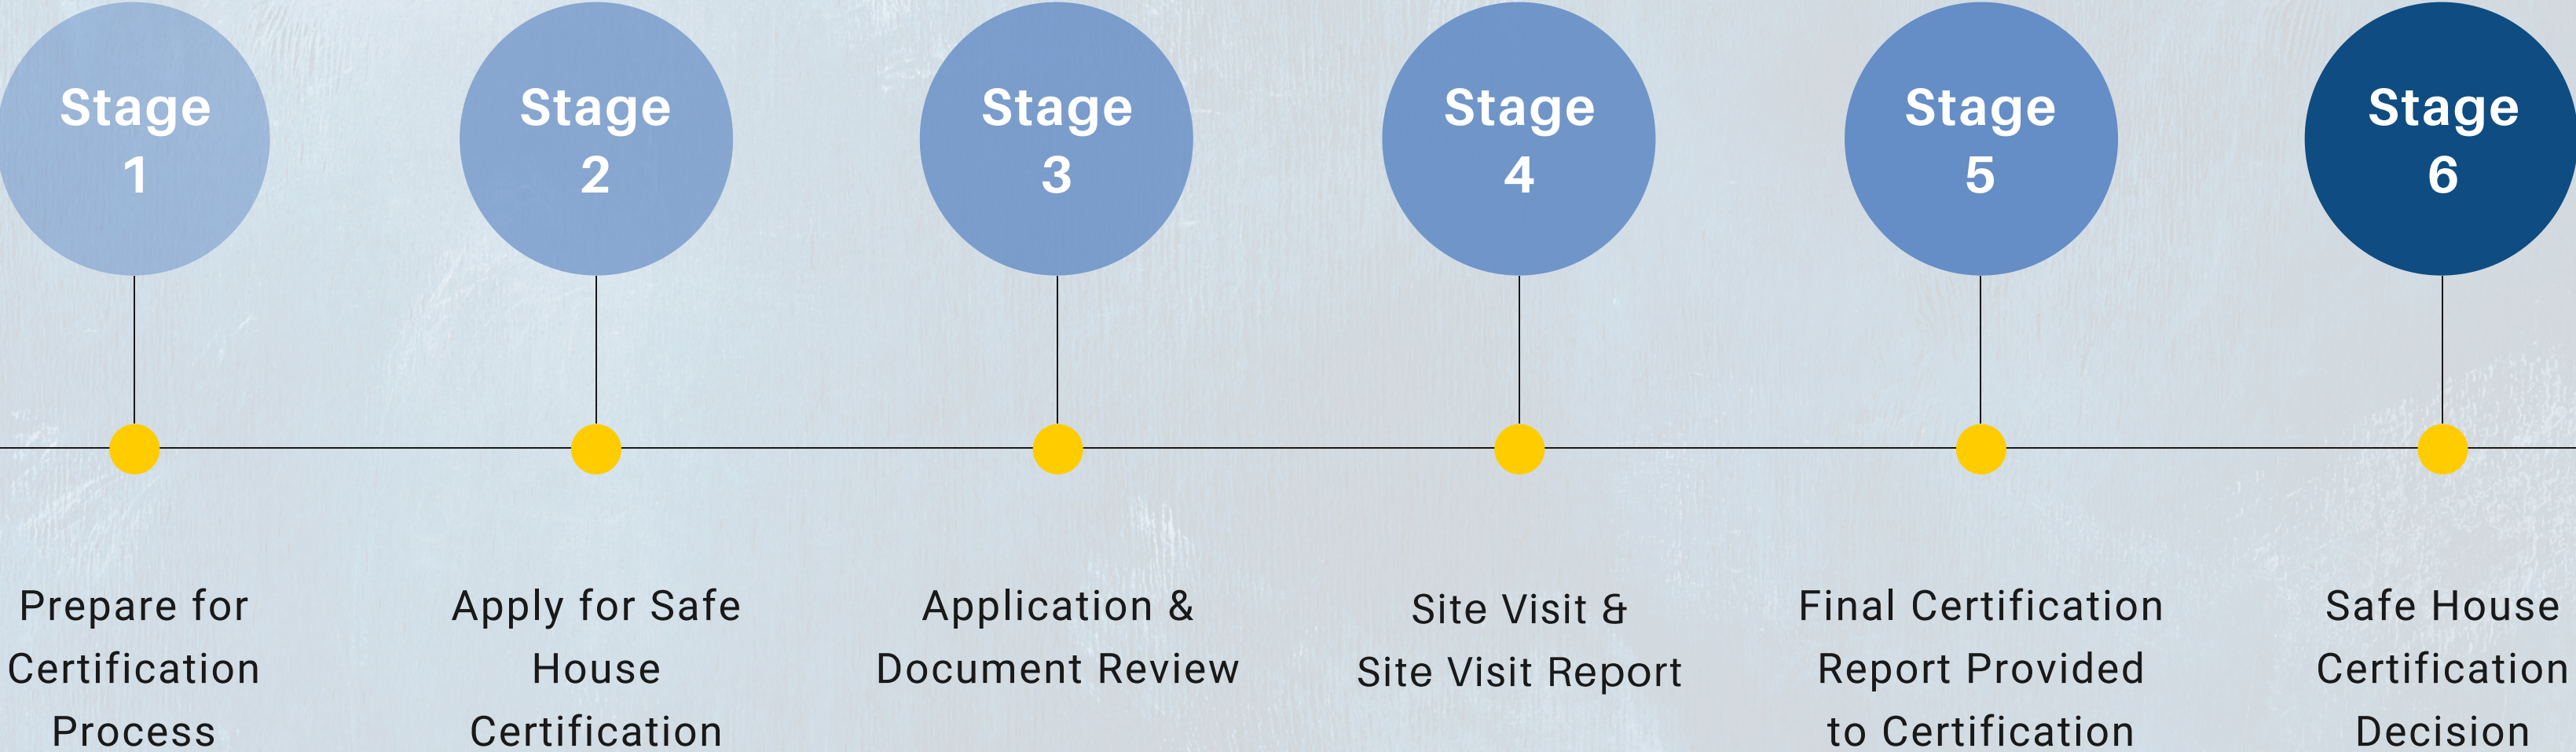 Stage
1
Stage
2
Stage
3
Stage
4
Stage
5
Stage
6
Prepare for
Certification
Process
Apply for Safe
House
Certification
Application &
Document Review
Site Visit &
Site Visit Report
Final Certification
Report Provided
to Certification
Safe House
Certification
Decision